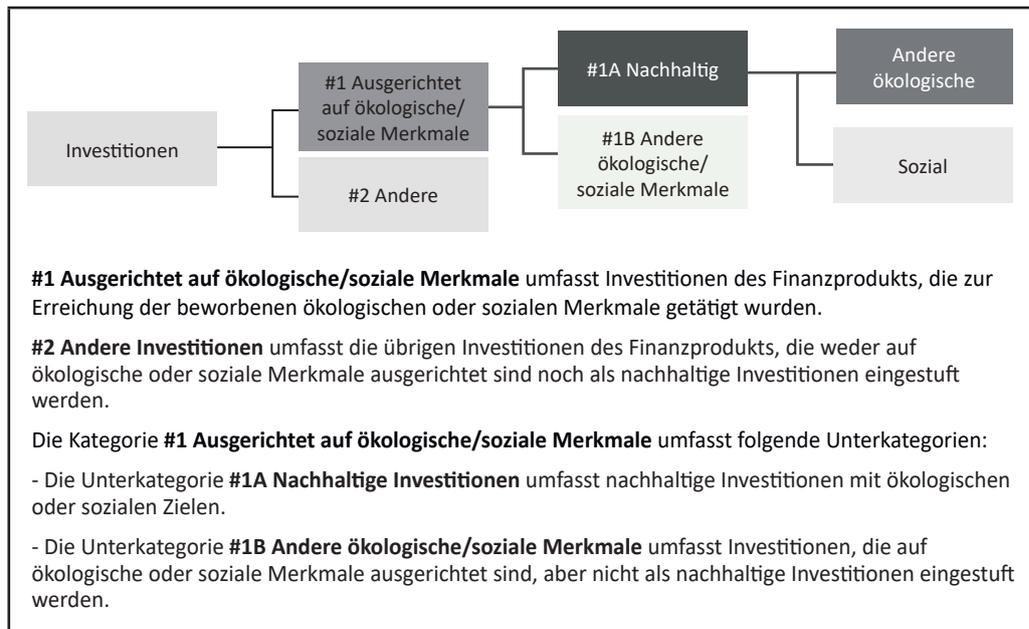 Investitionen
#1 Ausgerichtet
auf ökologische/
soziale Merkmale
#2 Andere
#1A Nachhaltig
#1B Andere
ökologische/
soziale Merkmale
Andere
ökologische
Sozial
#1 Ausgerichtet auf ökologische/soziale Merkmale umfasst Investitionen des Finanzprodukts, die zur
Erreichung der beworbenen ökologischen oder sozialen Merkmale getätigt wurden.
#2 Andere Investitionen umfasst die übrigen Investitionen des Finanzprodukts, die weder auf
ökologische oder soziale Merkmale ausgerichtet sind noch als nachhaltige Investitionen eingestuft
werden.
Die Kategorie #1 Ausgerichtet auf ökologische/soziale Merkmale umfasst folgende Unterkategorien:
- Die Unterkategorie #1A Nachhaltige Investitionen umfasst nachhaltige Investitionen mit ökologischen
oder sozialen Zielen.
- Die Unterkategorie #1B Andere ökologische/soziale Merkmale umfasst Investitionen, die auf
ökologische oder soziale Merkmale ausgerichtet sind, aber nicht als nachhaltige Investitionen eingestuft
werden.